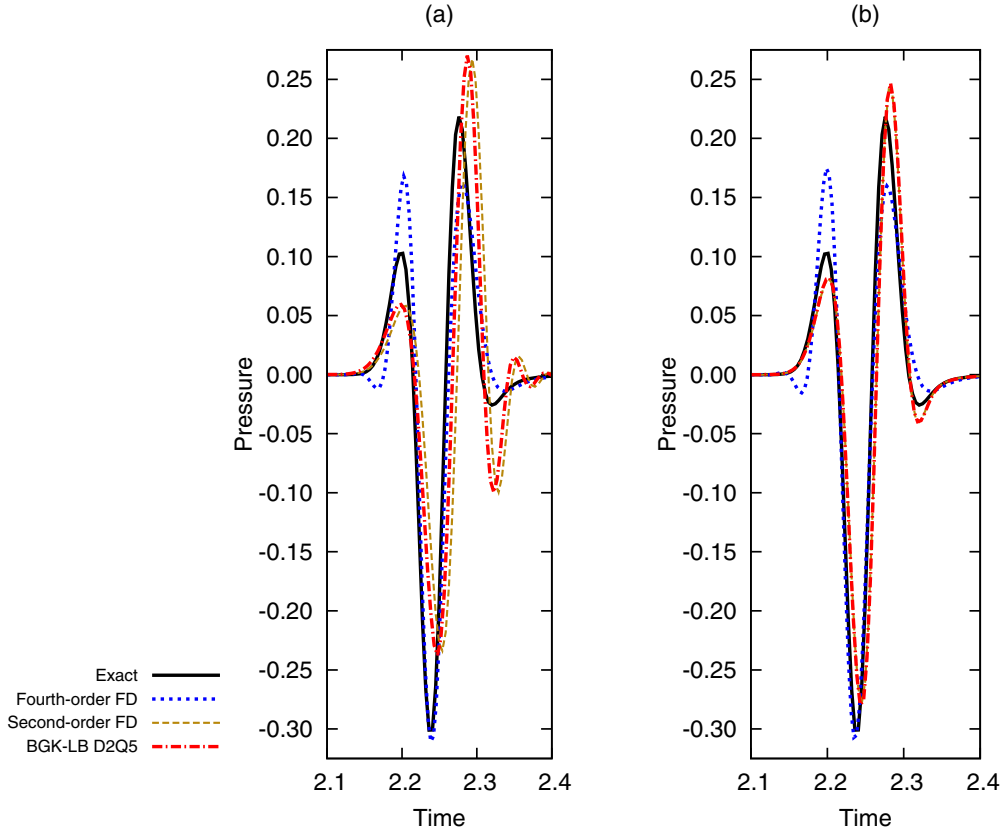 (a)
(b)
0.25
0.20
0.15
0.10
0.05
0.00
-0.05
-0.10
-0.15
-0.20
-0.25
-0.30
Pressure
2.1 2.2 2.3 2.4
Time
0.25
0.20
0.15
0.10
0.05
0.00
-0.05
-0.10
-0.15
-0.20
-0.25
-0.30
Pressure
2.1 2.2 2.3 2.4
Time
Exact
Fourth-order FD
Second-order FD
BGK-LB D2Q5